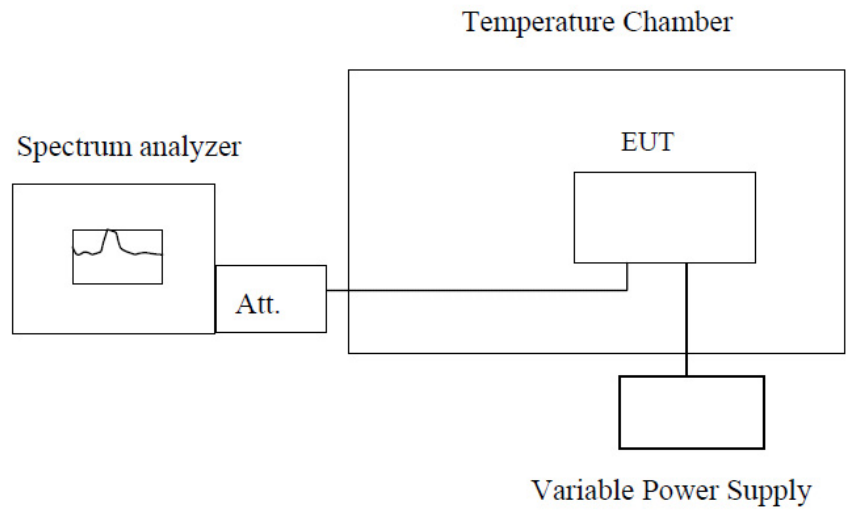 Temperature Chamber
Spectrum analyzer
EUT
Att.
Variable Power Supply